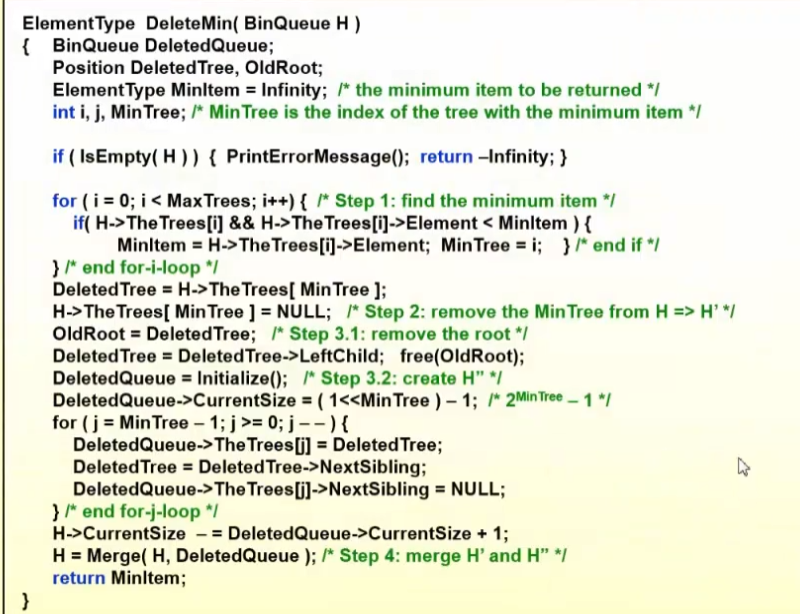 ElementType DeleteMin( BinQueue H )
{ BinQueue DeletedQueue;
Position DeletedTree, OldRoot;
ElementType MinItem = Infinity; /* the minimum item to be returned */
int i, j, MinTree; /* MinTree is the index of the tree with the minimum item */
if ( IsEmpty( H ) ) { PrintErrorMessage(); return –Infinity; }
for ( i = 0; i < MaxTrees; i++) { /* Step 1: find the minimum item */
if( H->TheTrees[i] && H->TheTrees[i]->Element < MinItem ) {
MinItem = H->TheTrees[i]->Element; MinTree = i; } /* end if */
} /* end for-i-loop */
DeletedTree = H->TheTrees[ MinTree ];
H->TheTrees[ MinTree ] = NULL; /* Step 2: remove the MinTree from H => H’ */
OldRoot = DeletedTree; /* Step 3.1: remove the root */
DeletedTree = DeletedTree->LeftChild; free(OldRoot);
DeletedQueue = Initialize(); /* Step 3.2: create H” */
DeletedQueue->CurrentSize = ( 1<<MinTree ) – 1; /* 2^MinTree – 1 */
for ( j = MinTree – 1; j >= 0; j – – ) {
DeletedQueue->TheTrees[j] = DeletedTree;
DeletedTree = DeletedTree->NextSibling;
DeletedQueue->TheTrees[j]->NextSibling = NULL;
} /* end for-j-loop */
H->CurrentSize – = DeletedQueue->CurrentSize + 1;
H = Merge( H, DeletedQueue ); /* Step 4: merge H’ and H” */
return MinItem;
}